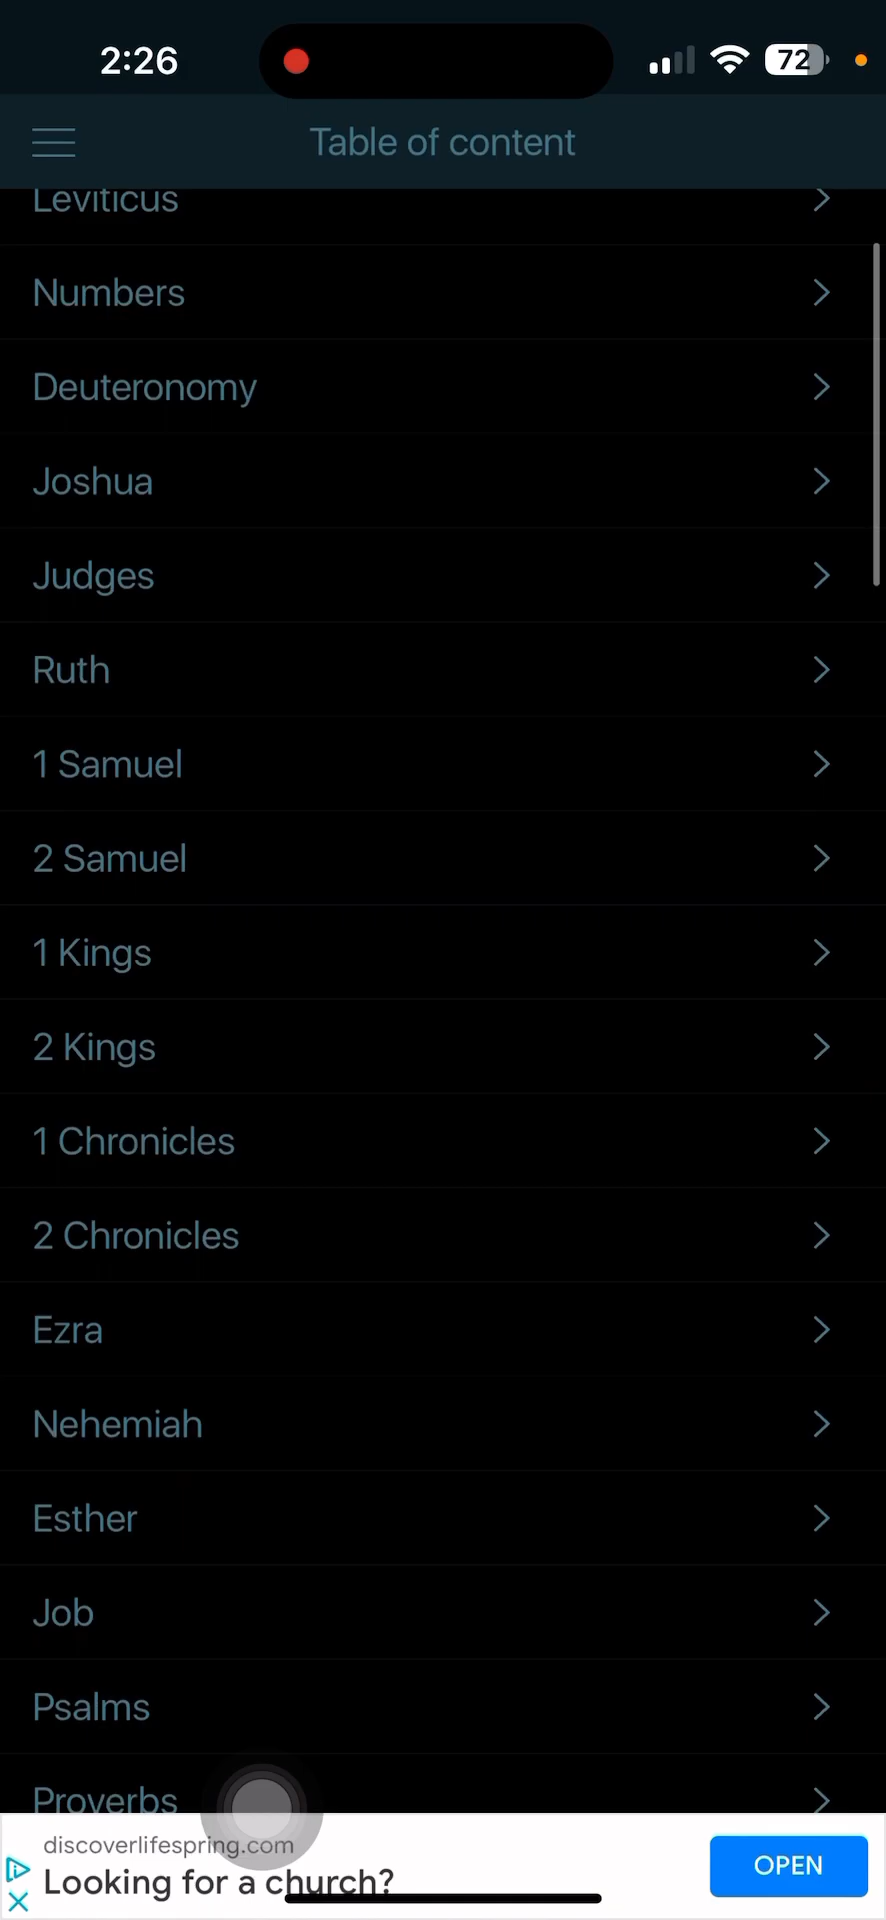 2:26
72
Table of content
Leviticus
Numbers
Deuteronomy
Joshua
Judges
Ruth
1 Samuel
2 Samuel
1 Kings
2 Kings
1 Chronicles
2 Chronicles
Ezra
Nehemiah
Esther
Job
Psalms
Proverbs
discoverlifespring.com
Looking for a church?
OPEN